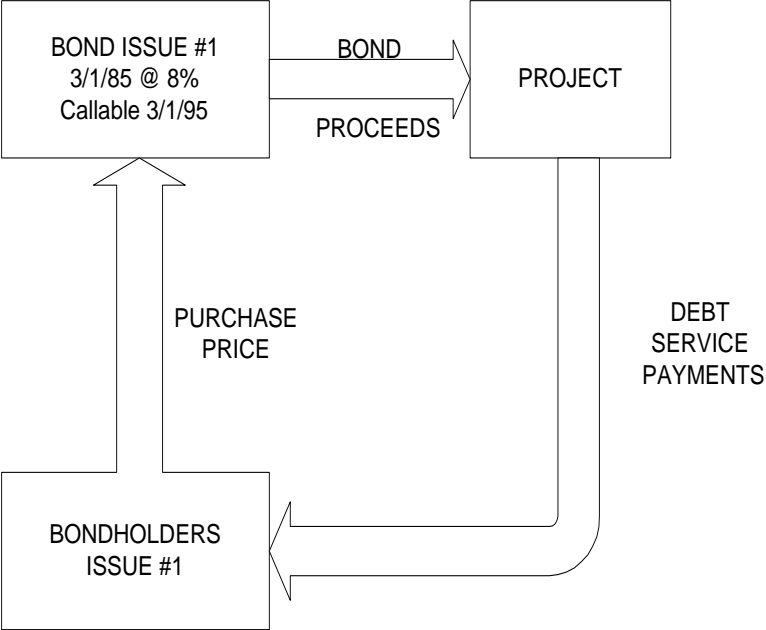 BOND ISSUE #1
3/1/85 @ 8%
Callable 3/1/95
BOND
PROCEEDS
PROJECT
PURCHASE
PRICE
DEBT
SERVICE
PAYMENTS
BONDHOLDERS
ISSUE #1